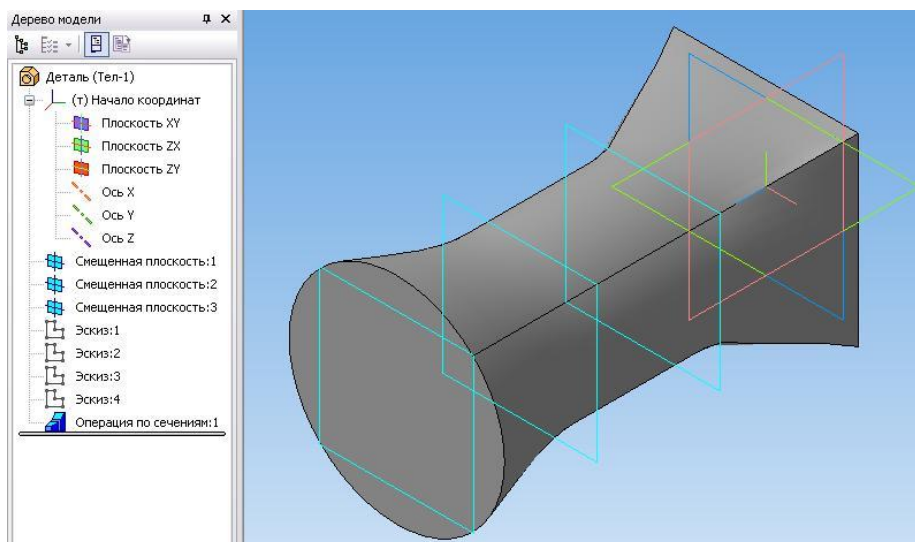 Дерево модели
Деталь (Тел-1)
(т) Начало координат
Плоскость XY
Плоскость ZX
Плоскость ZY
Ось X
Ось Y
Ось Z
Смещенная плоскость:1
Смещенная плоскость:2
Смещенная плоскость:3
Эскиз:1
Эскиз:2
Эскиз:3
Эскиз:4
Операция по сечениям:1